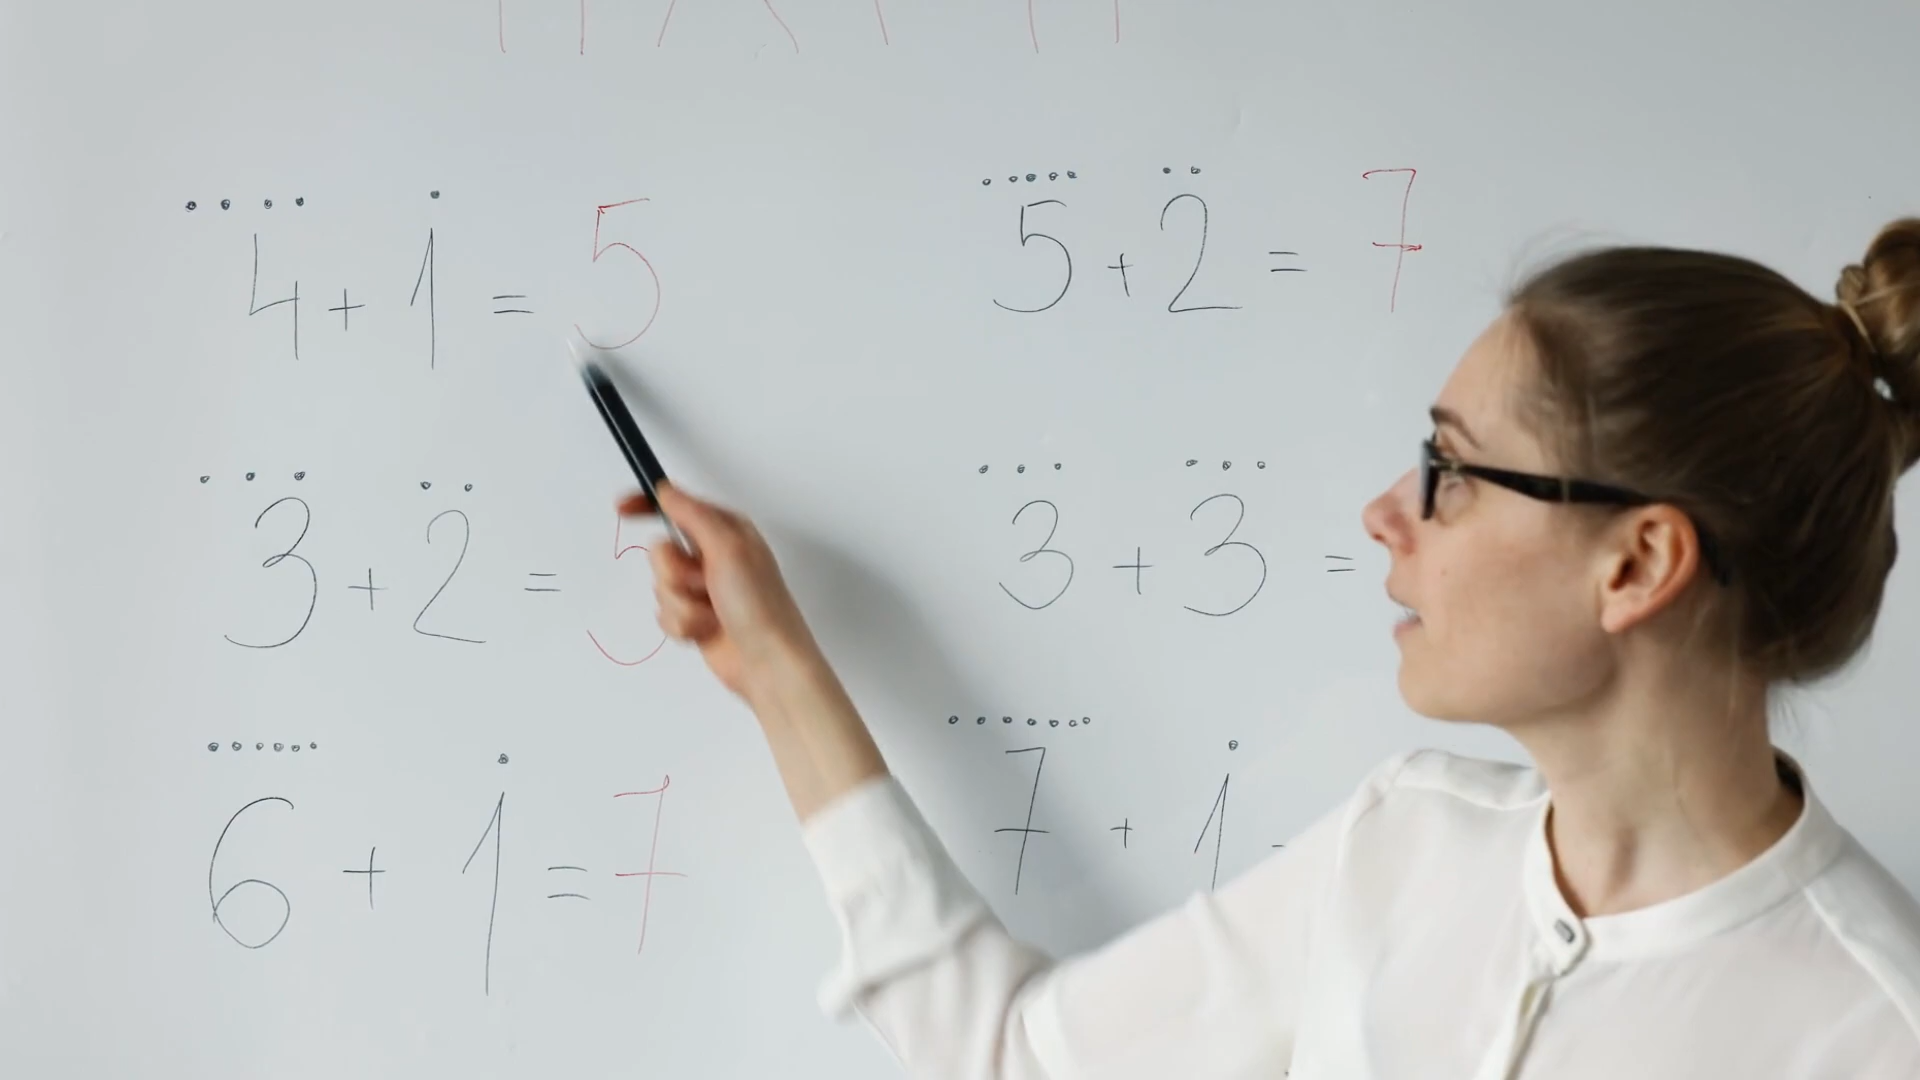 4 + 1 = 5
5 + 2 = 7
3 + 2 = 5
3 + 3 =
6 + 1 = 7
7 + 1